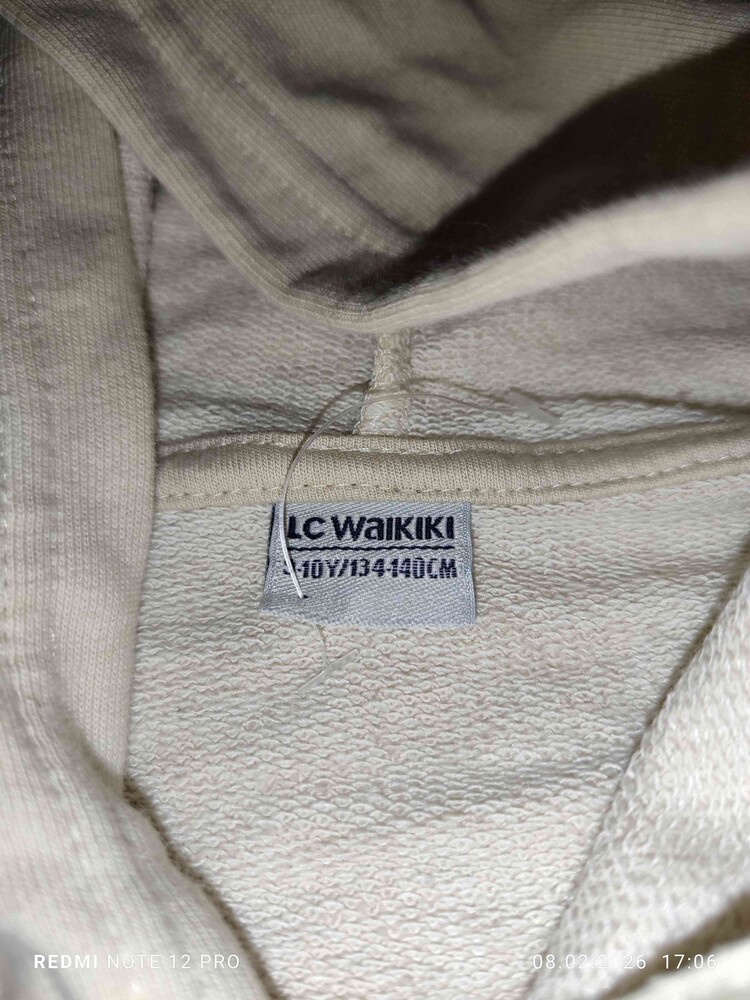 LC WAIKIKI
-10Y/134-140CM
REDMI NOTE 12 PRO
08.02.2026 17:06